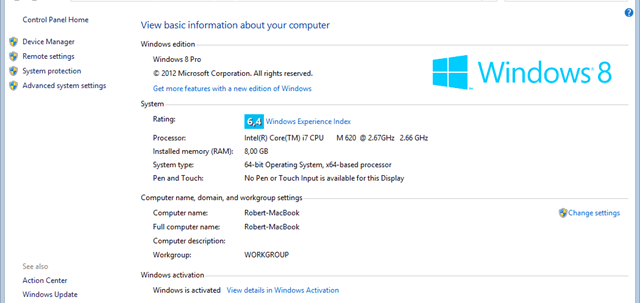 Control Panel Home
Device Manager
Remote settings
System protection
Advanced system settings
See also
Action Center
Windows Update
View basic information about your computer
Windows edition
Windows 8 Pro
© 2012 Microsoft Corporation. All rights reserved.
Get more features with a new edition of Windows
Windows 8
System
Rating: 6,4 Windows Experience Index
Processor: Intel(R) Core(TM) i7 CPU M 620 @ 2.67GHz 2.66 GHz
Installed memory (RAM): 8,00 GB
System type: 64-bit Operating System, x64-based processor
Pen and Touch: No Pen or Touch Input is available for this Display
Computer name, domain, and workgroup settings
Computer name: Robert-MacBook
Change settings
Full computer name: Robert-MacBook
Computer description:
Workgroup: WORKGROUP
Windows activation
Windows is activated View details in Windows Activation